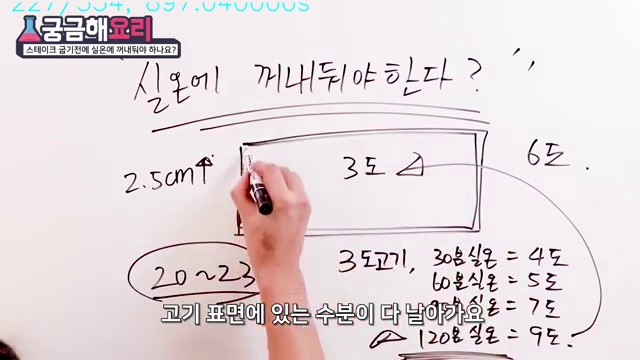 227/334, 897.040000s
궁금해요리
스테이크 굽기전에 실온에 꺼내둬야 하나요?
실온에 꺼내둬야한다?
2.5cm↑
3도
6도.
20~23
3도고기, 30분실온 = 4도
60분실온 = 5도
분실온 = 7도
120분실온 = 9도.
고기 표면에 있는 수분이 다 날아가요